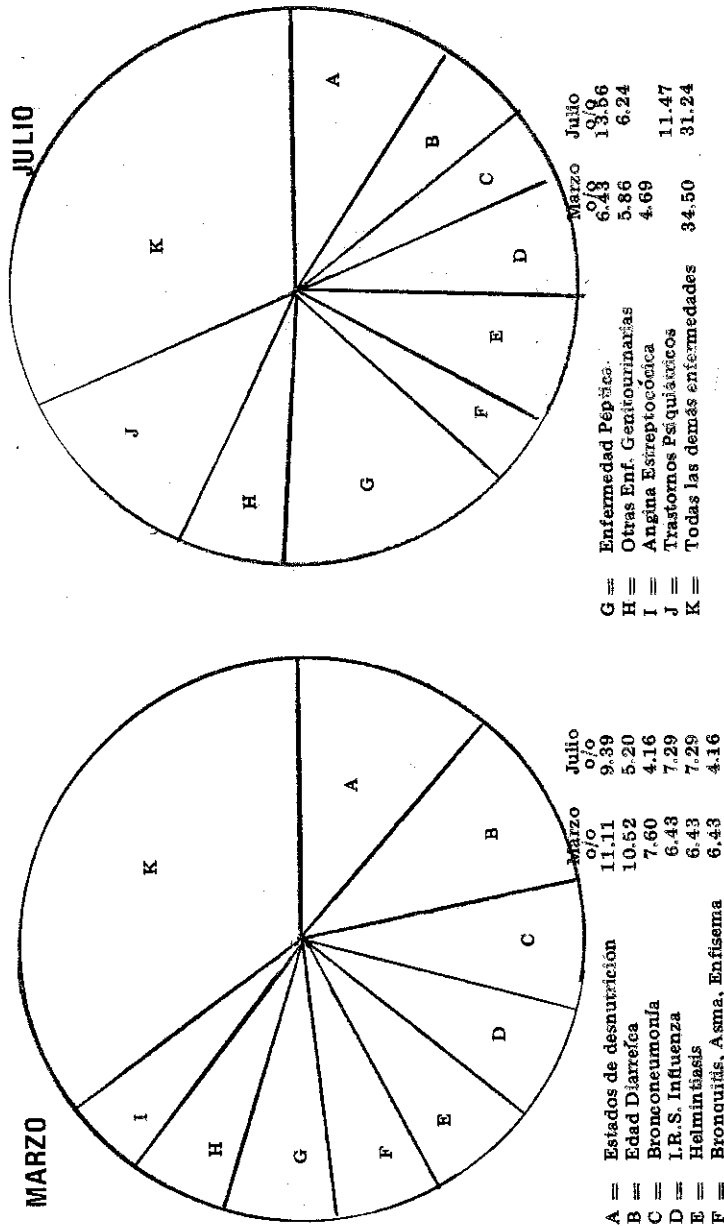 MARZO
K
A
B
C
D
E
F
G
H
I
Marzo Julio
o/o o/o
A = Estados de desnutrición 11.11 9.39
B = Edad Diarreíca 10.52 5.20
C = Bronconeumonía 7.60 4.16
D = I.R.S. Influenza 6.43 7.29
E = Helmintiasis 6.43 7.29
F = Broncuitis, Asma, Enfisema 6.43 4.16
JULIO
K
A
B
C
D
E
F
G
H
J
Marzo Julio
o/o o/o
G = Enfermedad Péptica. 6.43 13.56
H = Otras Enf. Genitourinarias 5.86 6.24
I = Angina Estreptocócica 4.69
J = Trastornos Psiquiátricos 11.47
K = Todas las demás enfermedades 34.50 31.24